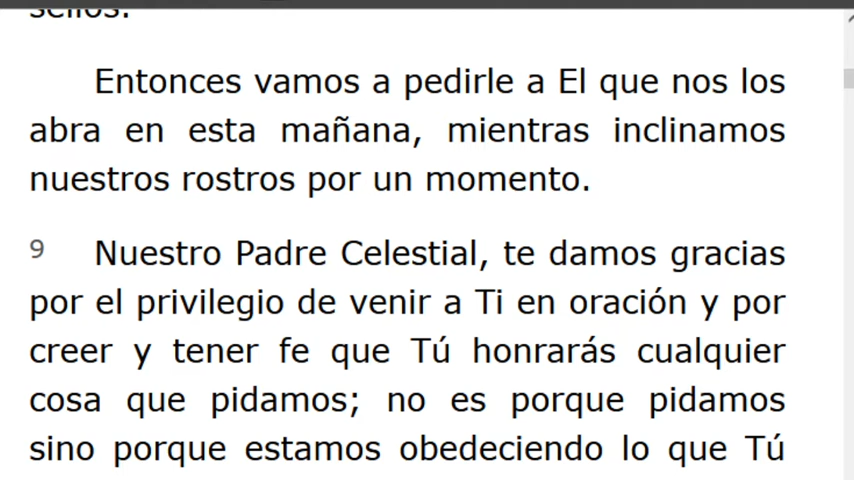 sellos.
Entonces vamos a pedirle a El que nos los
abra en esta mañana, mientras inclinamos
nuestros rostros por un momento.
9 Nuestro Padre Celestial, te damos gracias
por el privilegio de venir a Ti en oración y por
creer y tener fe que Tú honrarás cualquier
cosa que pidamos; no es porque pidamos
sino porque estamos obedeciendo lo que Tú